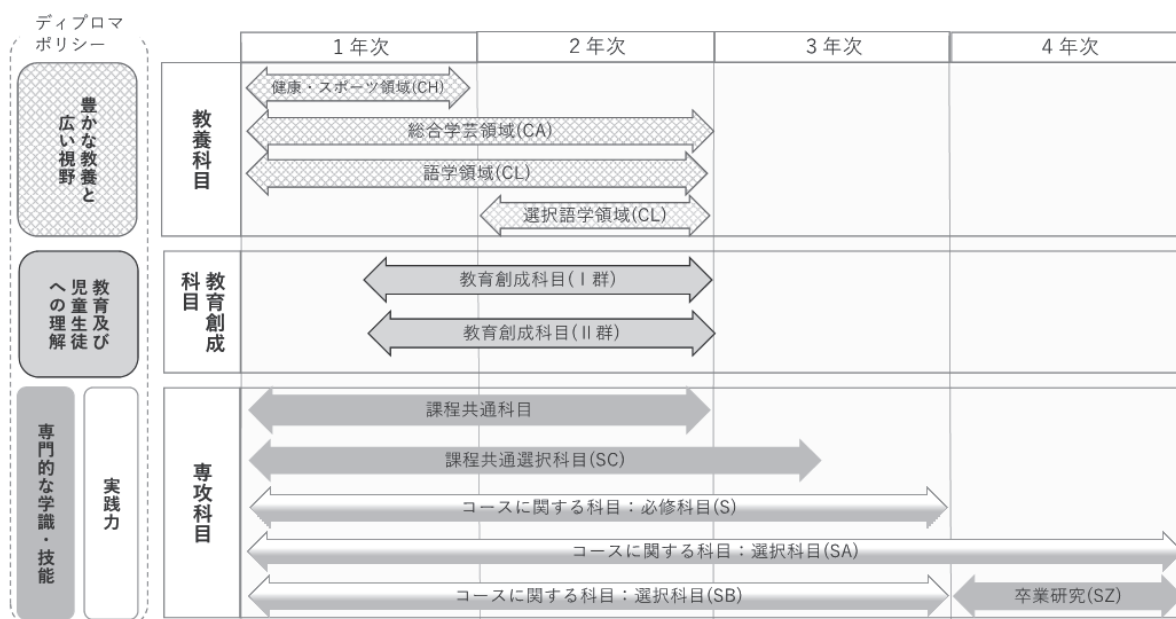 ディプロマ
ポリシー
1年次
2年次
3年次
4年次
豊かな教養と
広い視野
教養科目
健康・スポーツ領域(CH)
総合学芸領域(CA)
語学領域(CL)
選択語学領域(CL)
教育及び
児童生徒
への理解
教育創成
科目
教育創成科目(Ⅰ群)
教育創成科目(Ⅱ群)
専門的な学識・技能
実践力
専攻科目
課程共通科目
課程共通選択科目(SC)
コースに関する科目：必修科目(S)
コースに関する科目：選択科目(SA)
コースに関する科目：選択科目(SB)
卒業研究(SZ)